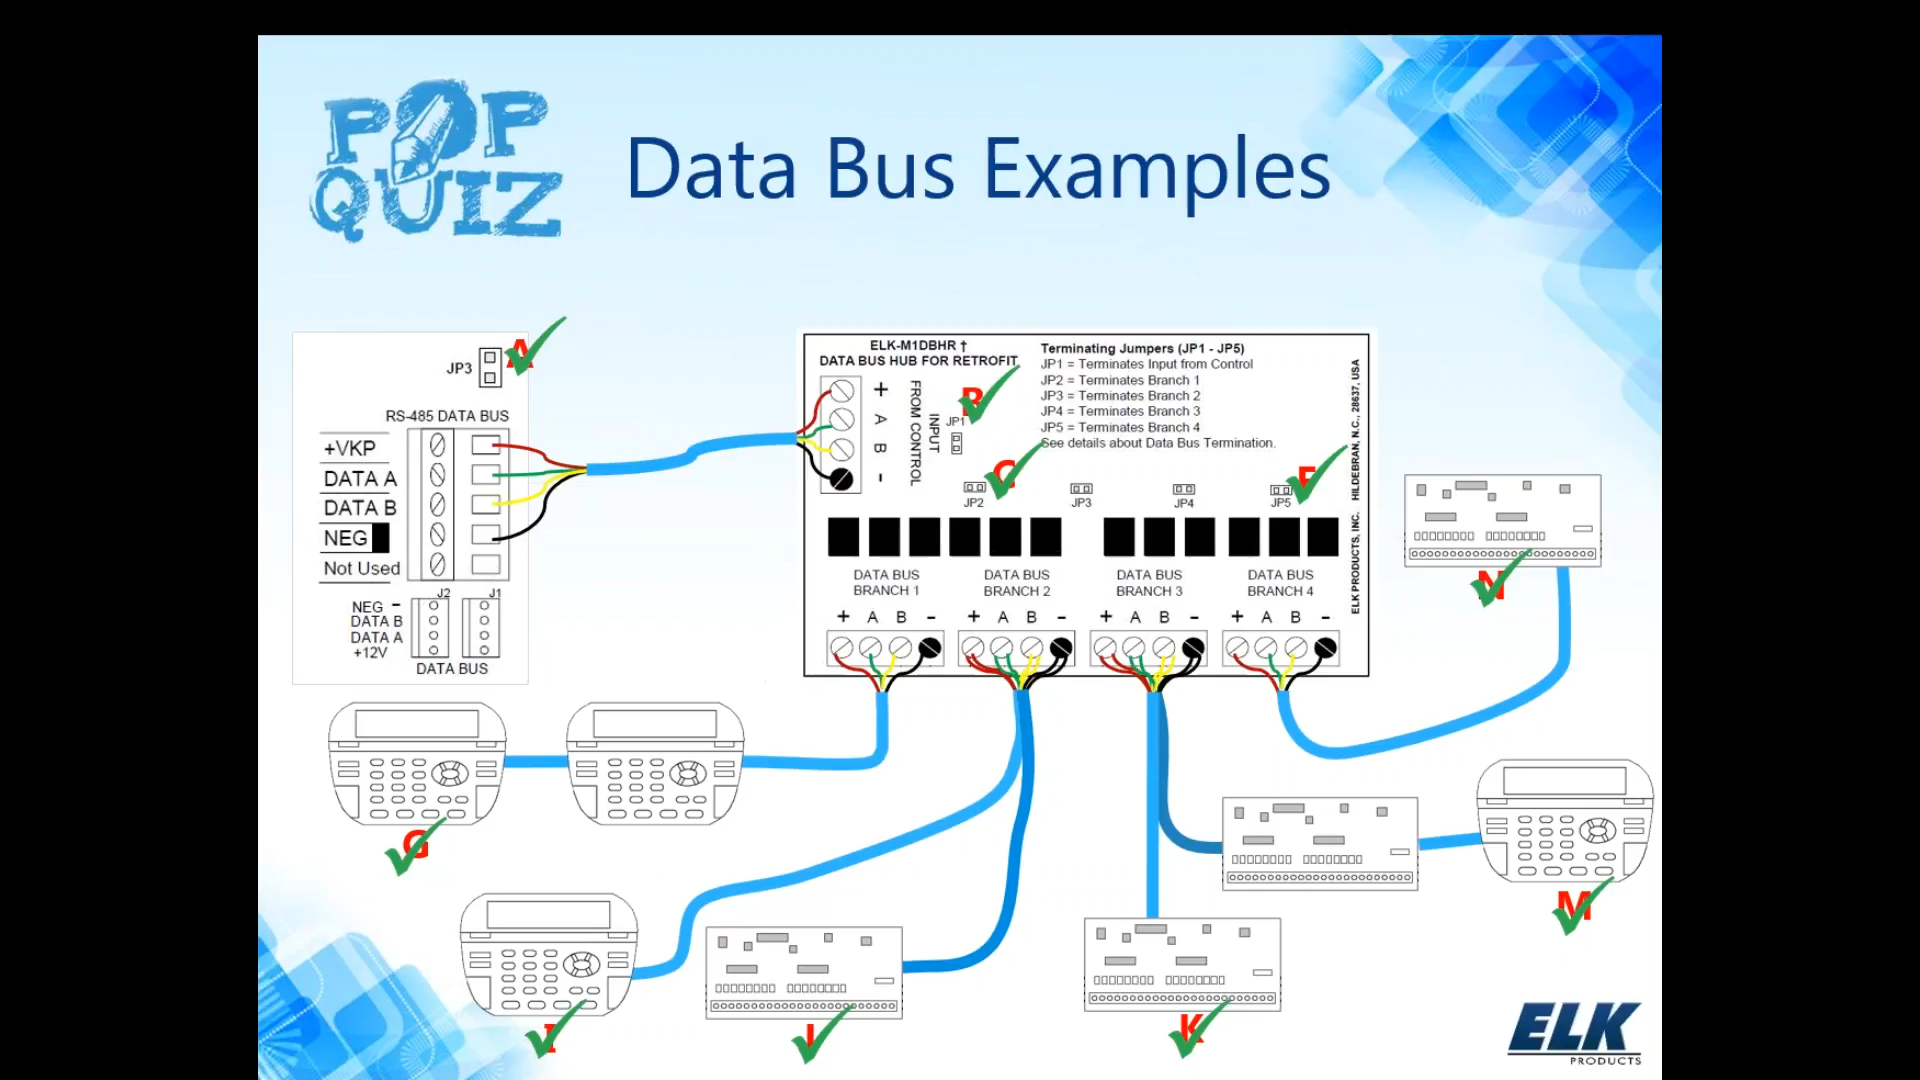 POP
QUIZ
Data Bus Examples
JP3
A
RS-485 DATA BUS
+VKP
DATA A
DATA B
NEG
Not Used
J2
J1
NEG -
DATA B
DATA A
+12V
DATA BUS
ELK-M1DBHR †
DATA BUS HUB FOR RETROFIT
+
A
B
-
FROM CONTROL
INPUT
JP1
Terminating Jumpers (JP1 - JP5)
JP1 = Terminates Input from Control
JP2 = Terminates Branch 1
JP3 = Terminates Branch 2
JP4 = Terminates Branch 3
JP5 = Terminates Branch 4
See details about Data Bus Termination.
ELK PRODUCTS, INC. HILDEBRAN, N.C., 28637, USA
C
JP2
JP3
JP4
JP5
DATA BUS
BRANCH 1
DATA BUS
BRANCH 2
DATA BUS
BRANCH 3
DATA BUS
BRANCH 4
+ A B -
+ A B -
+ A B -
+ A B -
N
G
M
I
K
ELK
PRODUCTS